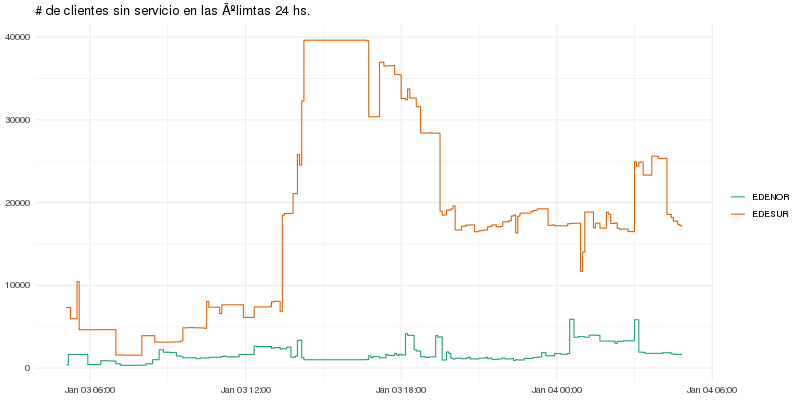 # de clientes sin servicio en las Ãºlimtas 24 hs.
40000
30000
20000
10000
0
Jan 03 06:00
Jan 03 12:00
Jan 03 18:00
Jan 04 00:00
Jan 04 06:00
EDENOR
EDESUR